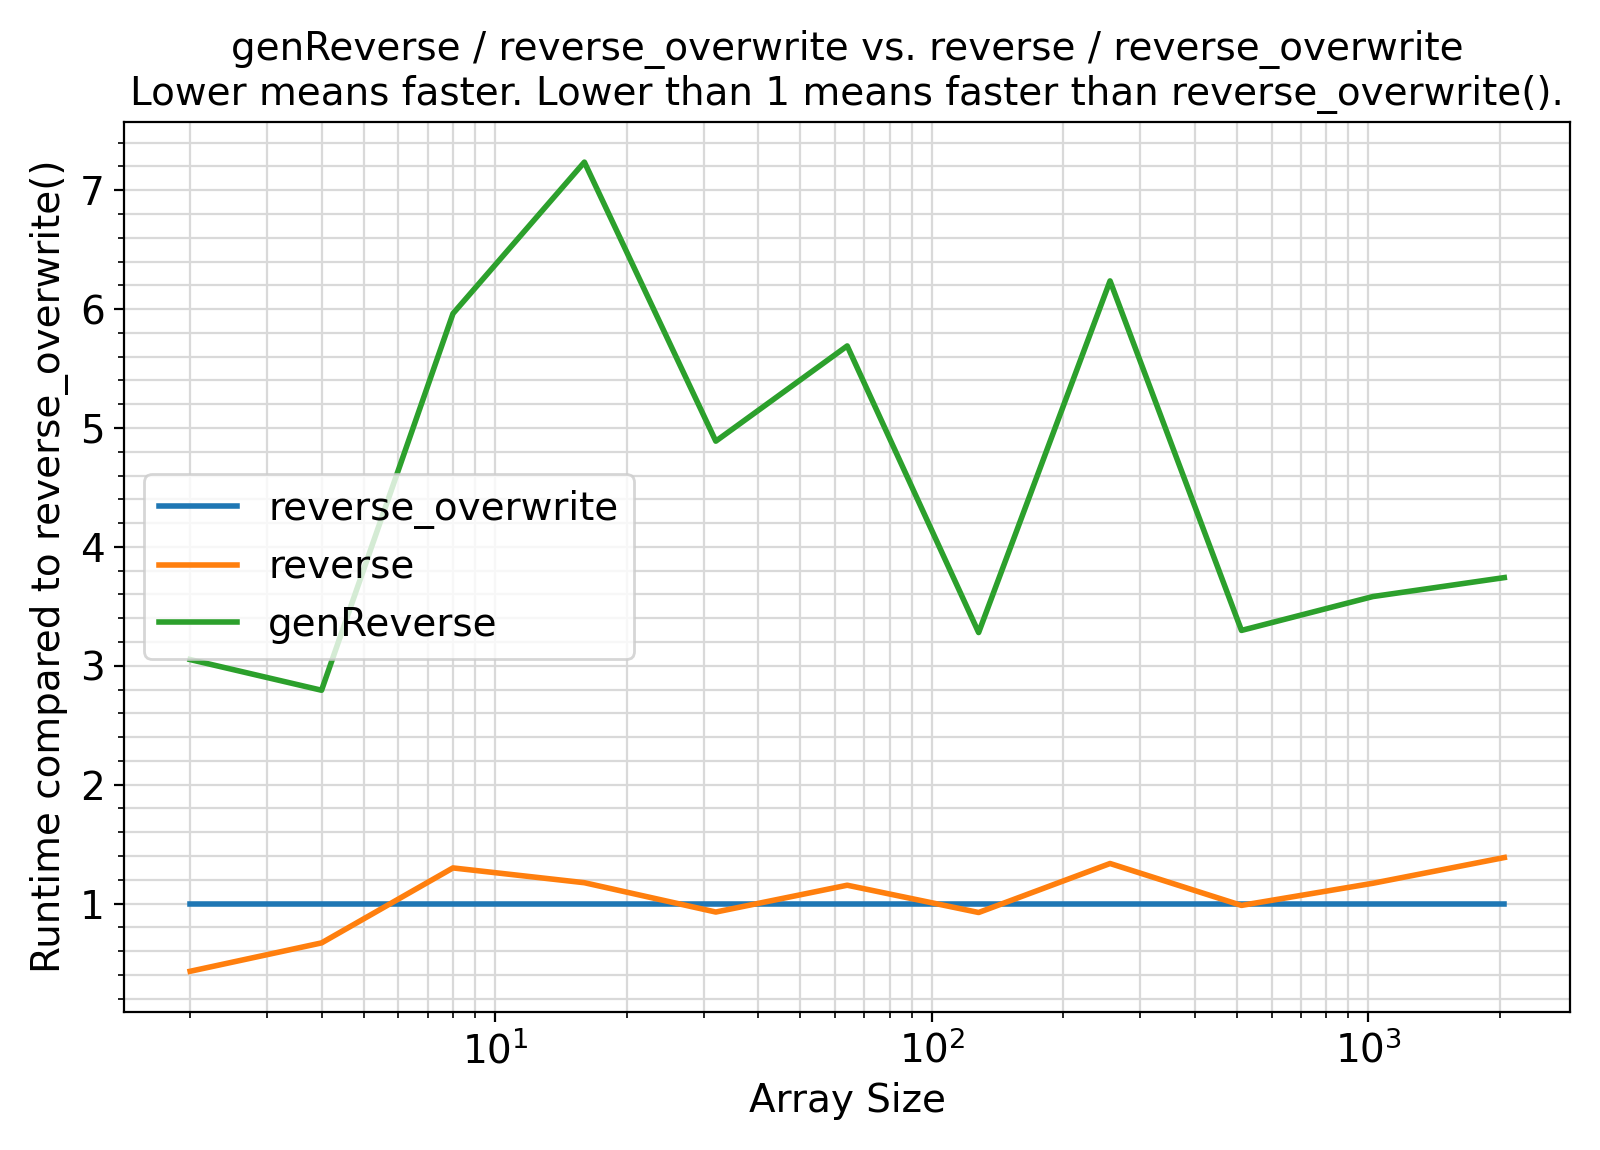 genReverse / reverse_overwrite vs. reverse / reverse_overwrite
Lower means faster. Lower than 1 means faster than reverse_overwrite().
Runtime compared to reverse_overwrite()
7
6
5
4
3
2
1
reverse_overwrite
reverse
genReverse
10¹
10²
10³
Array Size